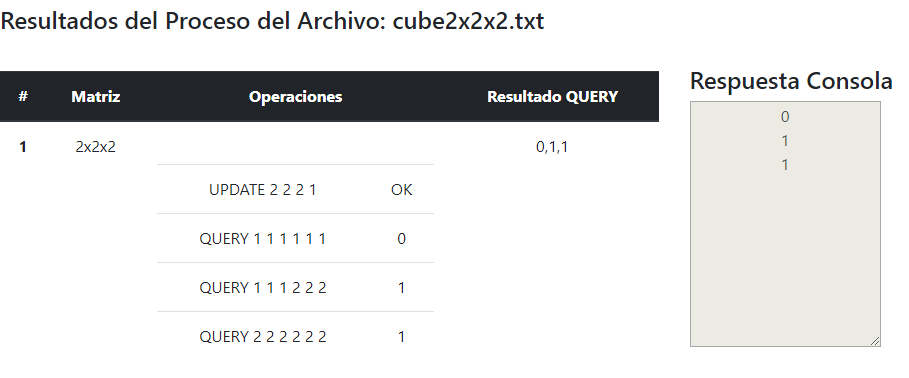 Resultados del Proceso del Archivo: cube2x2x2.txt
# Matriz Operaciones Resultado QUERY
1 2x2x2 0,1,1
UPDATE 2 2 2 1 OK
QUERY 1 1 1 1 1 1 0
QUERY 1 1 1 2 2 2 1
QUERY 2 2 2 2 2 2 1
Respuesta Consola
0
1
1